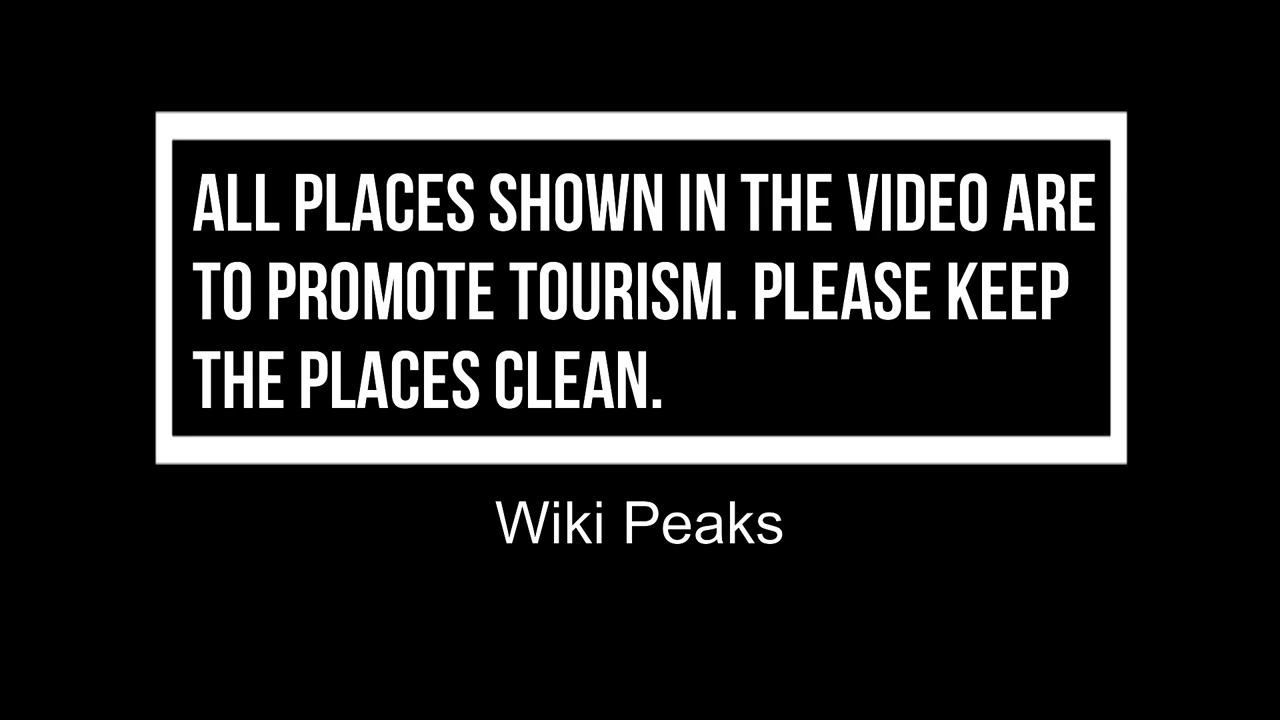 ALL PLACES SHOWN IN THE VIDEO ARE
TO PROMOTE TOURISM. PLEASE KEEP
THE PLACES CLEAN.
Wiki Peaks